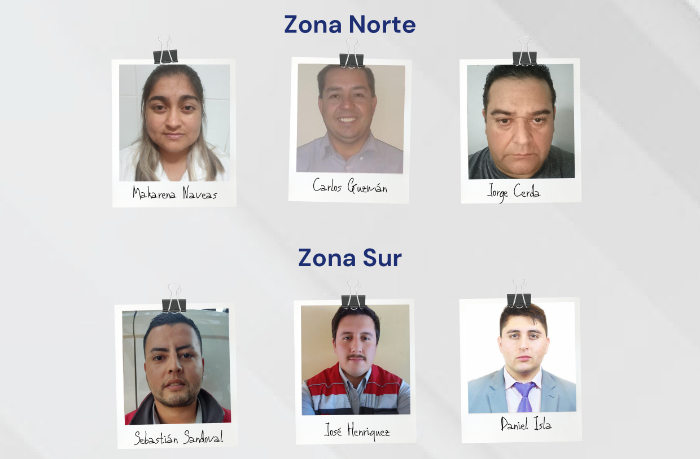 Zona Norte
Makarena Naveas
Carlos Guzmán
Jorge Cerda
Zona Sur
Sebastián Sandoval
José Henriquez
Daniel Isla